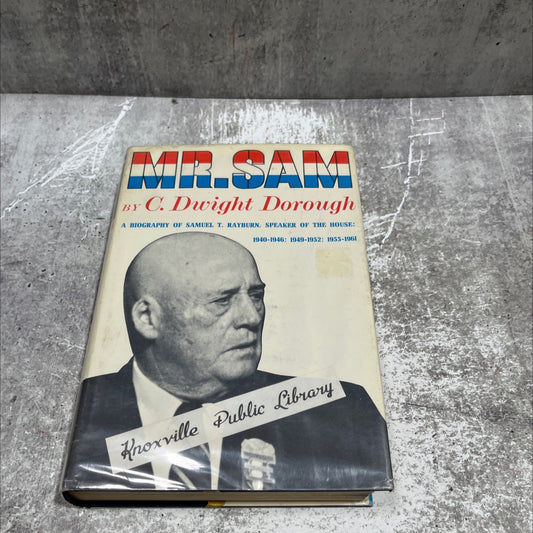 MR. SAM
BY C. Dwight Dorough
A BIOGRAPHY OF SAMUEL T. RAYBURN, SPEAKER OF THE HOUSE:
1940-1946: 1949-1952: 1955-1961
Knoxville Public Library